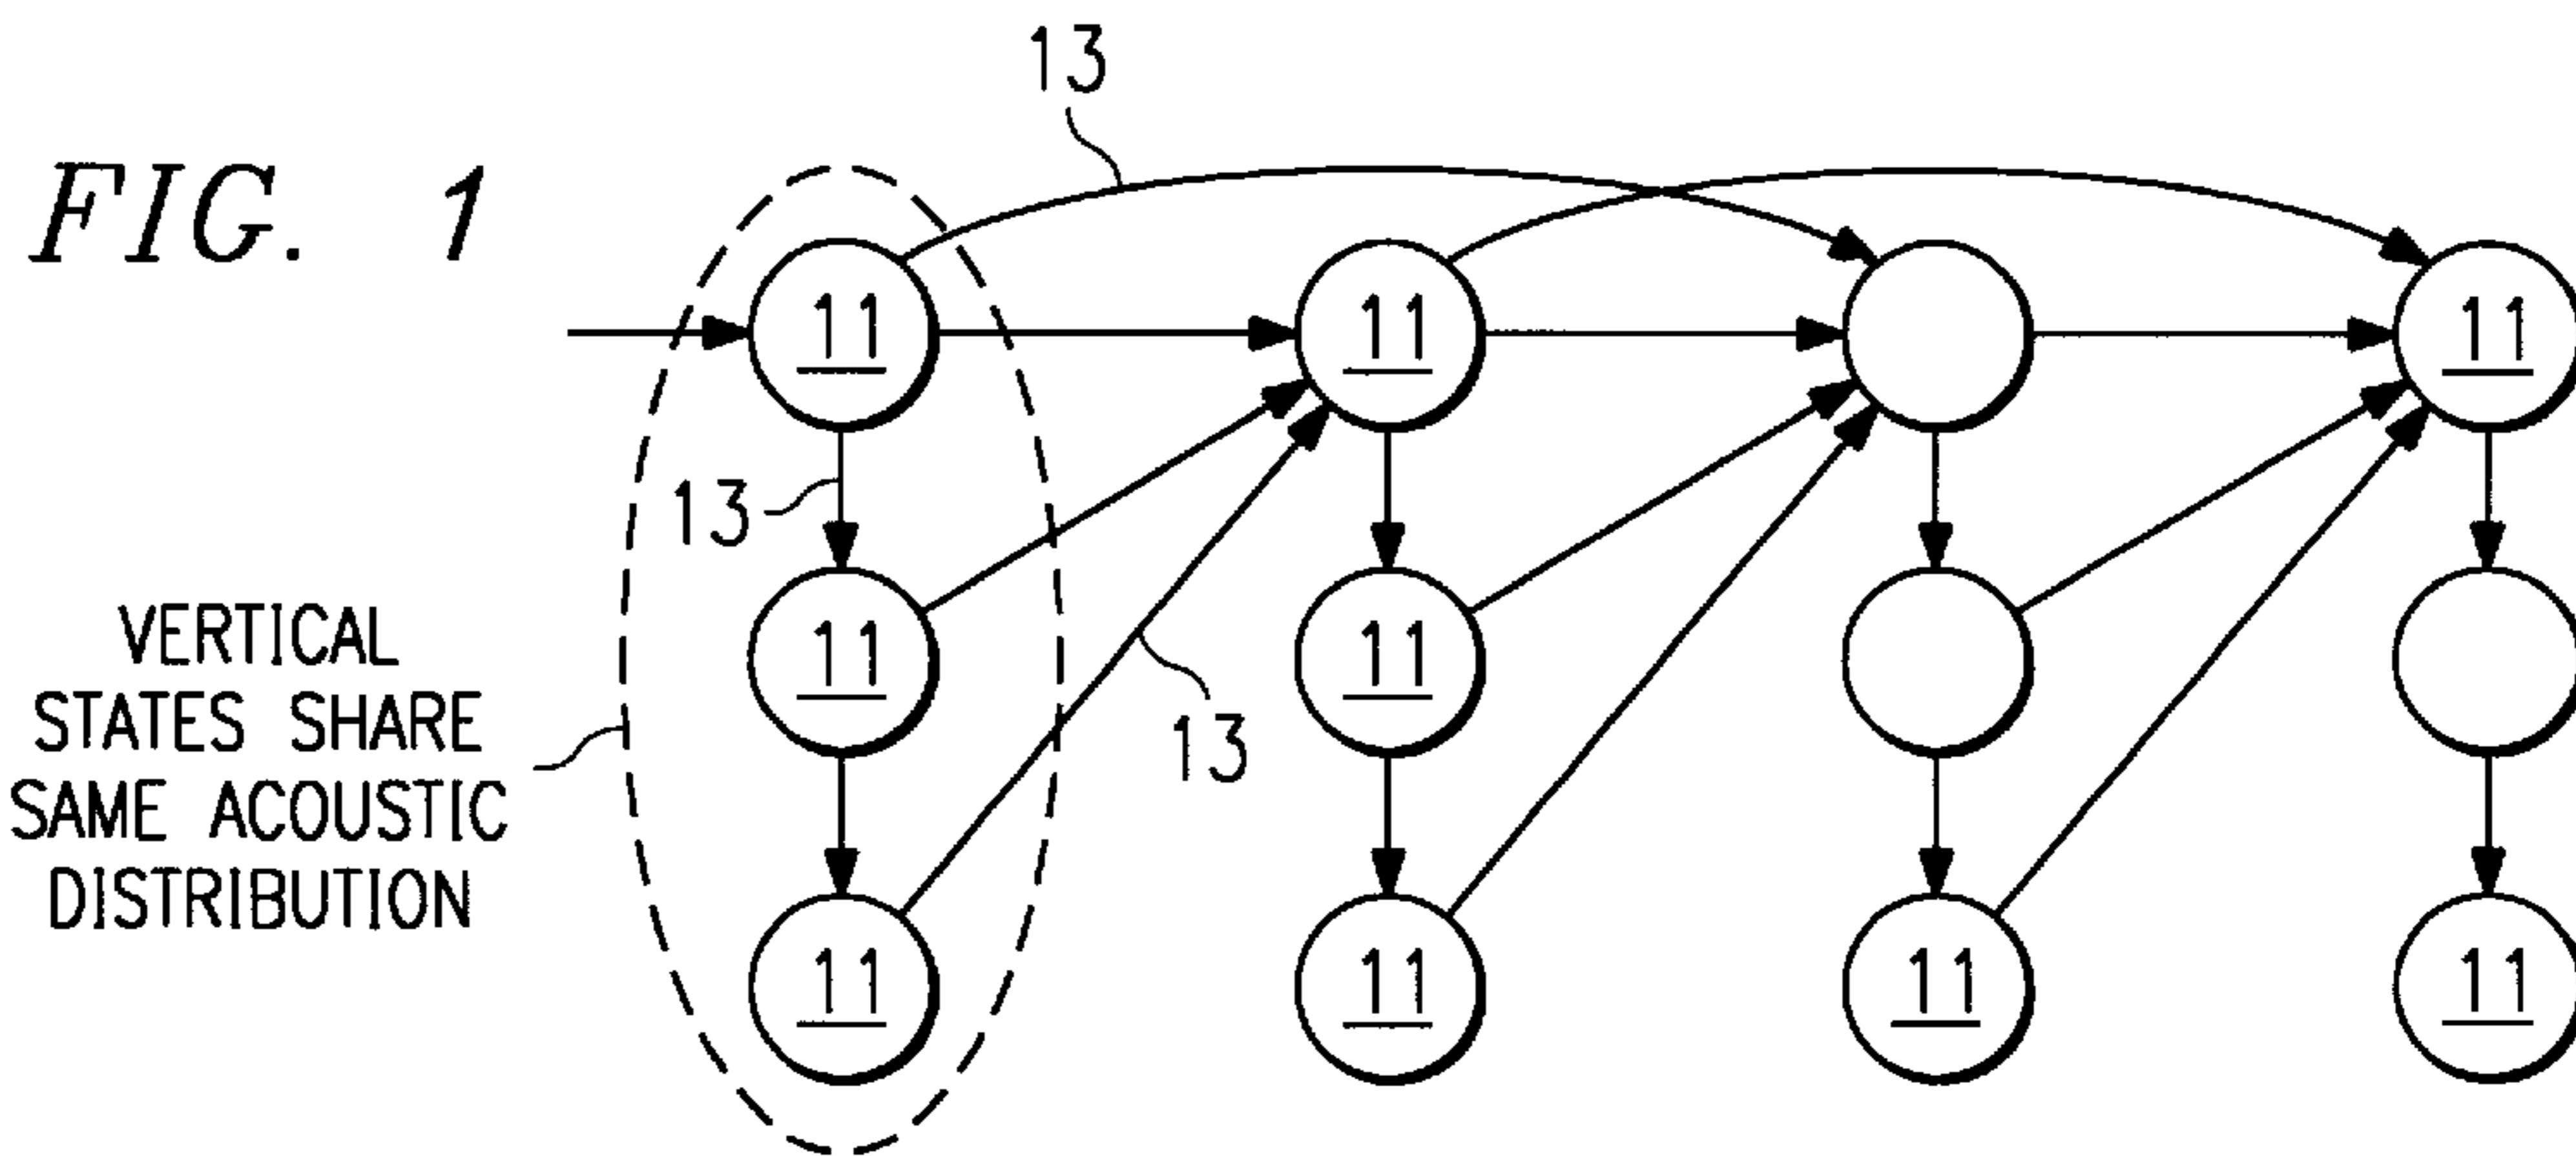 13
FIG. 1
11 11 11
13
11 11
VERTICAL
STATES SHARE
SAME ACOUSTIC
DISTRIBUTION
13
11 11 11 11